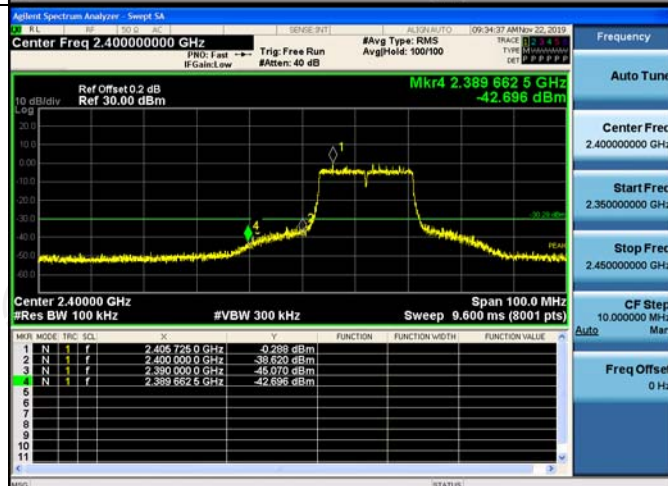 Agilent Spectrum Analyzer - Swept SA
RL RF 50 Ω AC SENSE:INT ALIGNAUTO 09:34:37 AM Nov 22, 2019
Center Freq 2.400000000 GHz
PNO: Fast
IFGain:Low
Trig: Free Run
#Atten: 40 dB
#Avg Type: RMS
Avg|Hold: 100/100
TRACE 1 2 3 4 5 6
TYPE
DET P P P P P P
Ref Offset 0.2 dB
10 dB/div Ref 30.00 dBm
Log
Mkr4 2.389 662 5 GHz
-42.696 dBm
20.0
10.0
0.00
-10.0
-20.0
-30.0
-40.0
-50.0
-60.0
1
4
PEAK
Center 2.40000 GHz Span 100.0 MHz
#Res BW 100 kHz #VBW 300 kHz Sweep 9.600 ms (8001 pts)
MKR MODE TRC SCL X Y FUNCTION FUNCTION WIDTH FUNCTION VALUE
1 N 1 f 2.405 725 0 GHz -0.288 dBm
2 N 1 f 2.400 000 0 GHz -38.620 dBm
3 N 1 f 2.390 000 0 GHz -45.070 dBm
4 N 1 f 2.389 662 5 GHz -42.696 dBm
5
6
7
8
9
10
11
MSG STATUS
Frequency
Auto Tune
Center Freq
2.400000000 GHz
Start Freq
2.350000000 GHz
Stop Freq
2.450000000 GHz
CF Step
10.000000 MHz
Auto Man
Freq Offset
0 Hz